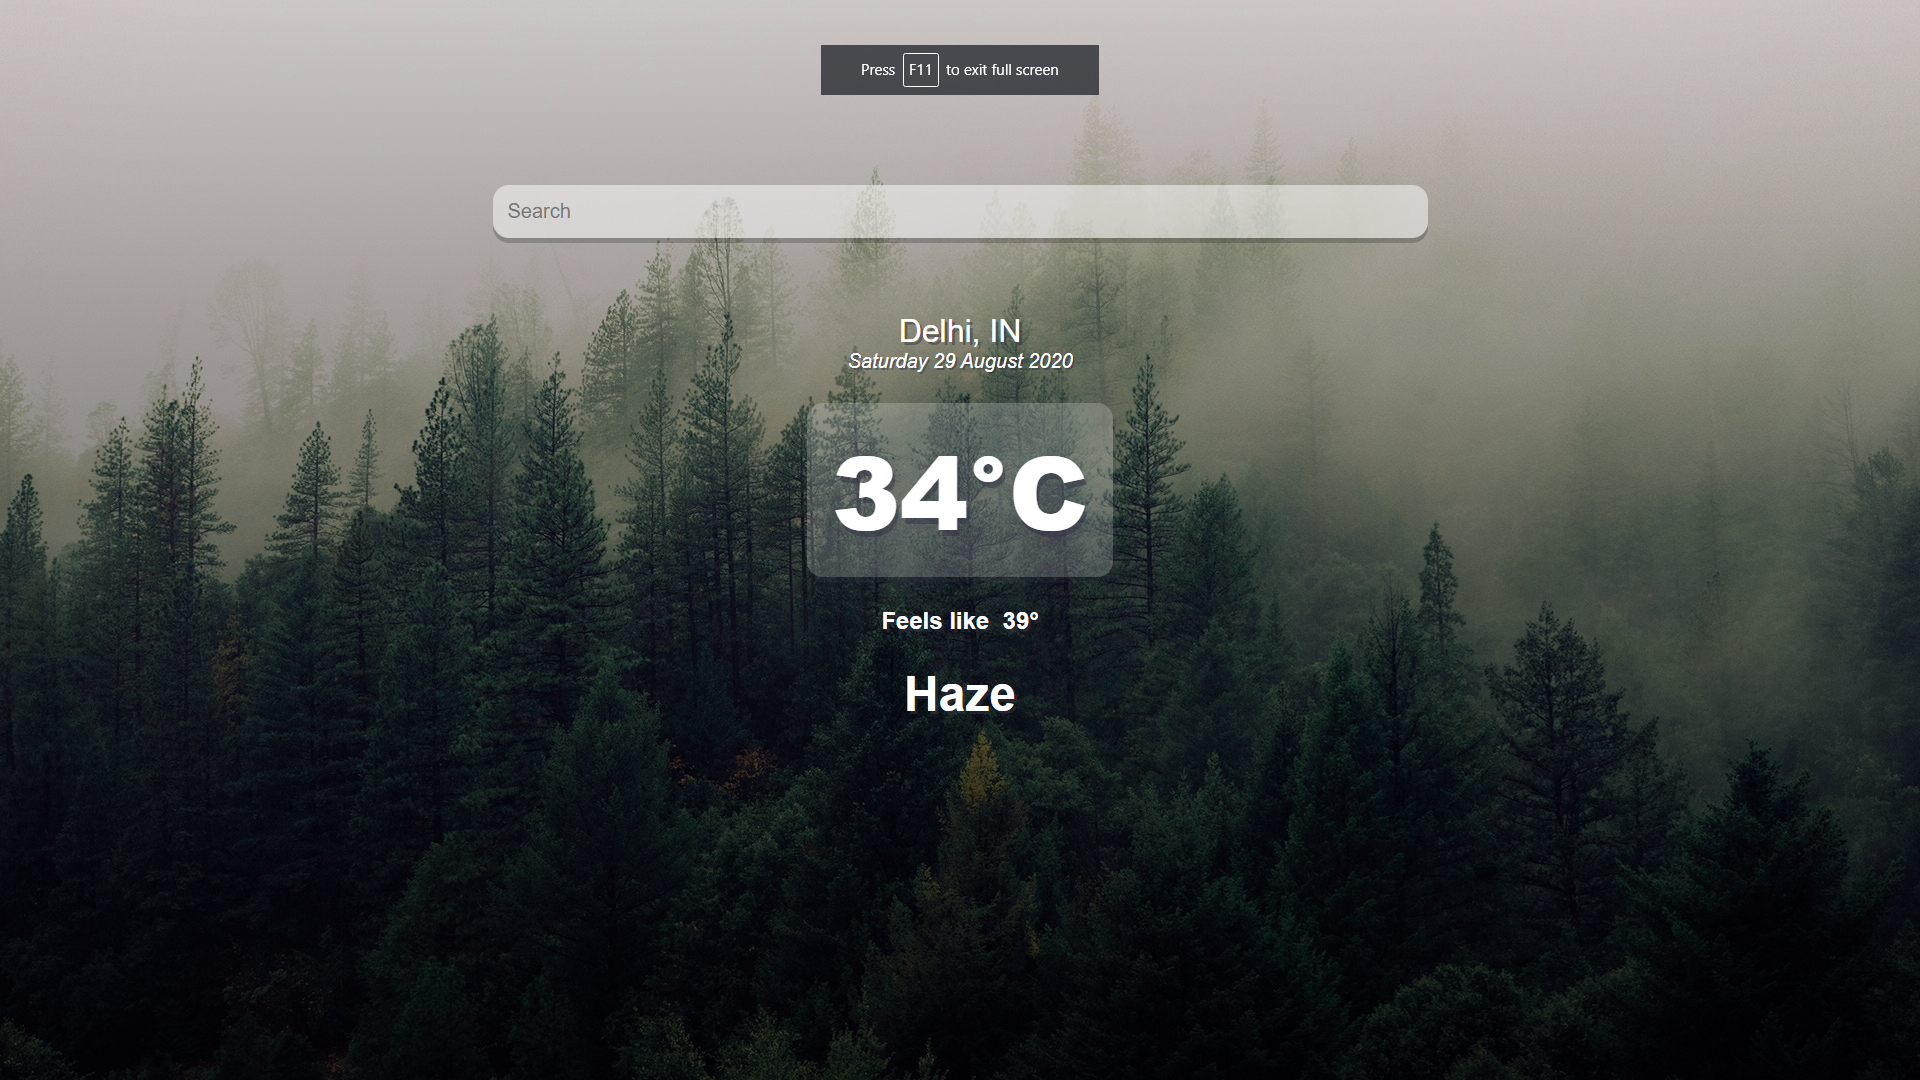 Press F11 to exit full screen
Search
Delhi, IN
Saturday 29 August 2020
34°C
Feels like 39°
Haze